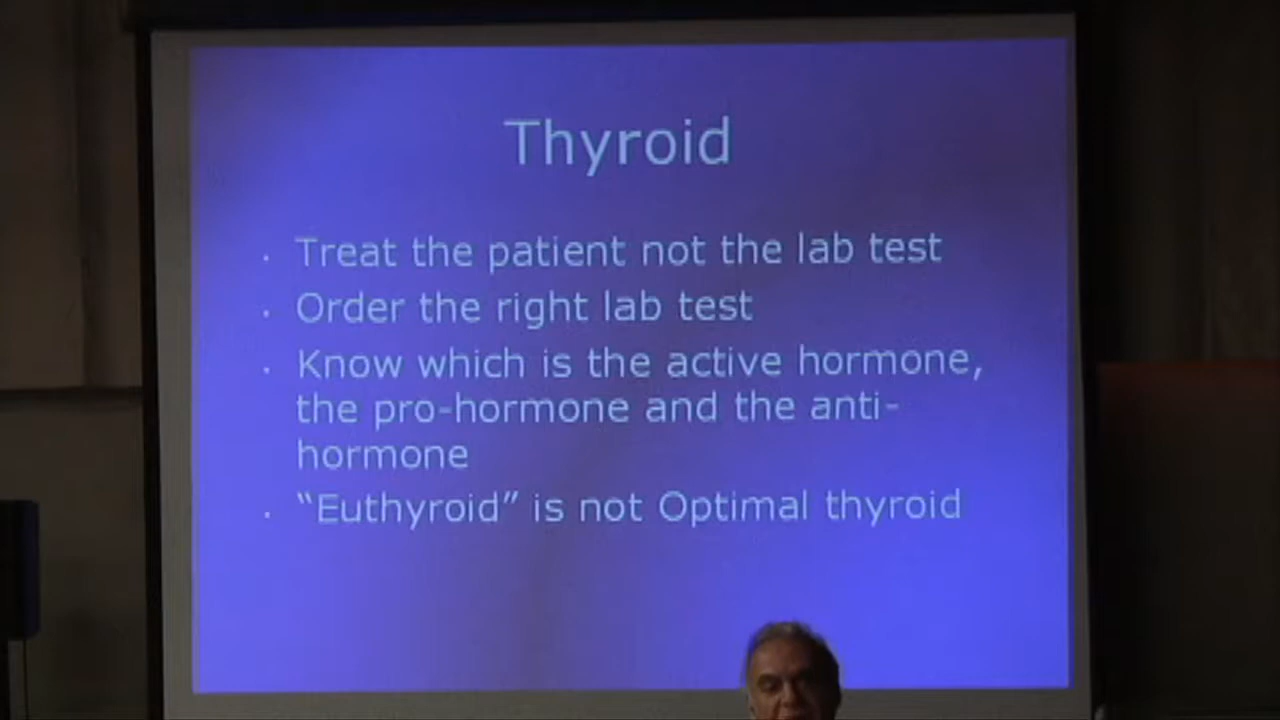 Thyroid
· Treat the patient not the lab test
· Order the right lab test
· Know which is the active hormone,
the pro-hormone and the anti-
hormone
· “Euthyroid” is not Optimal thyroid